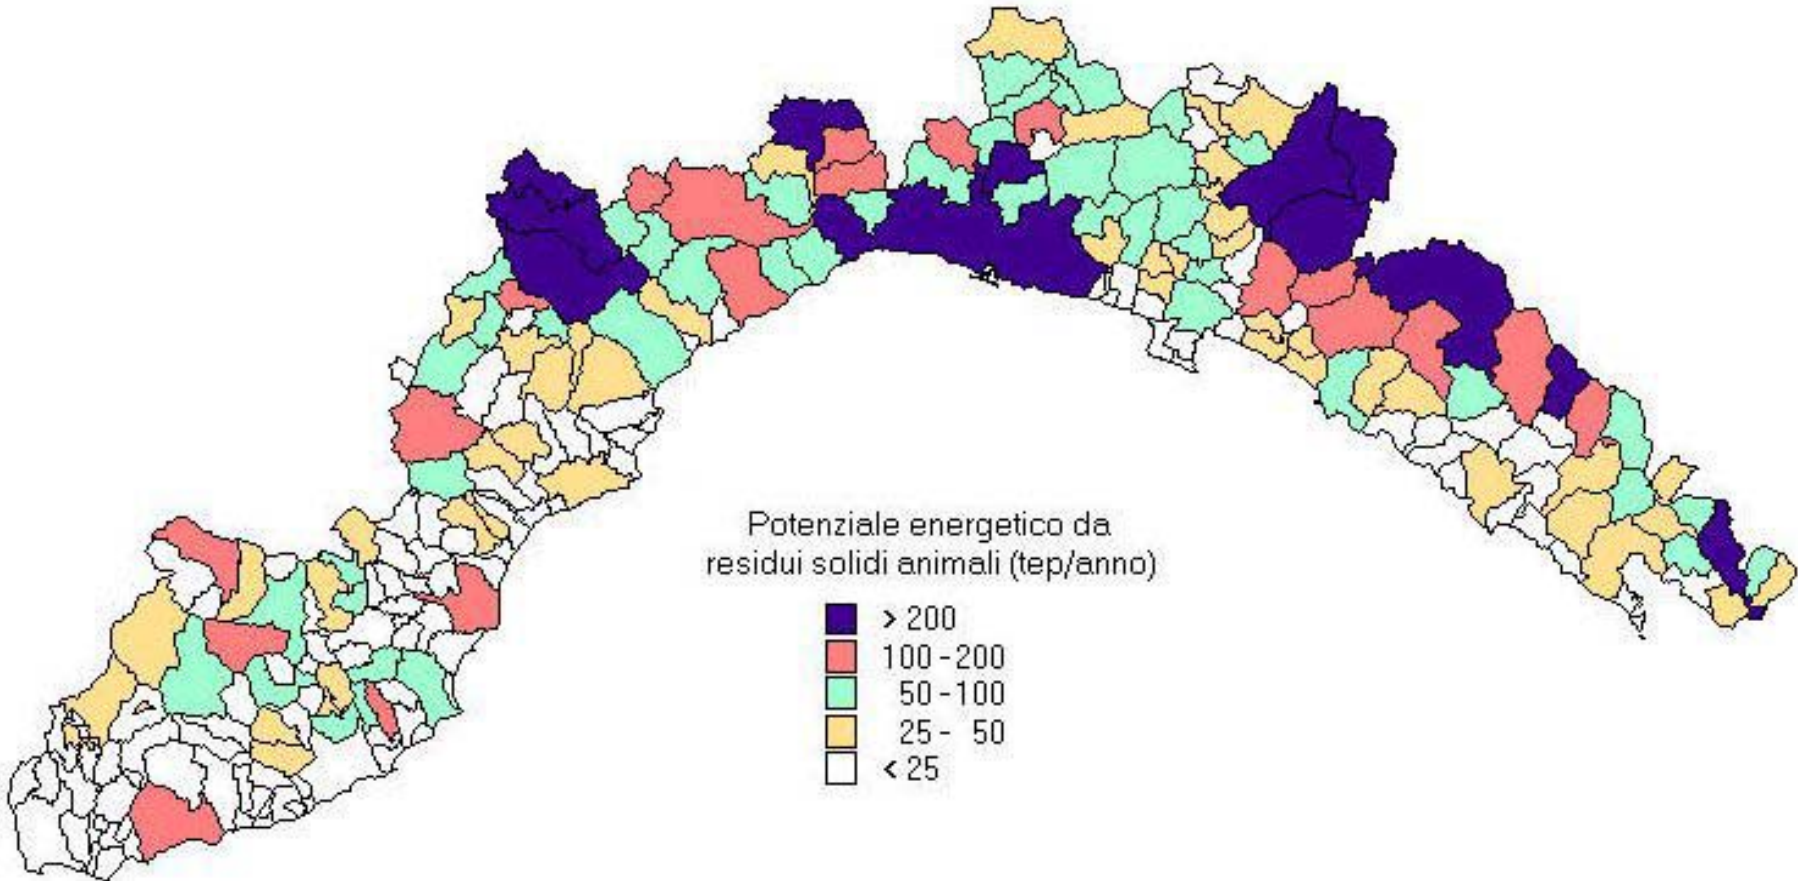 Potenziale energetico da
residui solidi animali (tep/anno)
> 200
100 - 200
50 - 100
25 - 50
< 25